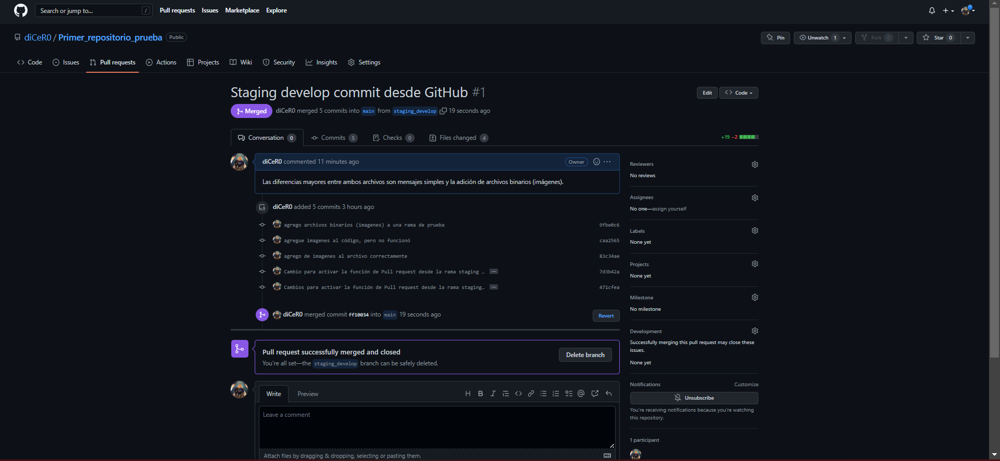 Search or jump to... /
Pull requests Issues Marketplace Explore
diCeR0 / Primer_repositorio_prueba Public
Pin Unwatch 1 Fork 0 Star 0
Code Issues Pull requests Actions Projects Wiki Security Insights Settings
Staging develop commit desde GitHub #1
Edit Code
Merged diCeR0 merged 5 commits into main from staging_develop 19 seconds ago
Conversation 0 Commits 5 Checks 0 Files changed 4 +19 −2
diCeR0 commented 11 minutes ago Owner
Las diferencias mayores entre ambos archivos son mensajes simples y la adición de archivos binarios (imágenes).
diCeR0 added 5 commits 3 hours ago
agrego archivos binarios (imagenes) a una rama de prueba 9fbe0c6
agregue imagenes al código, pero no funcionó caa2565
agrego de imagenes al archivo correctamente 83c34ae
Cambio para activar la función de Pull request desde la rama staging … ... 7d3b42a
Cambios para activar la función de Pull request desde la rama staging… ... 471cfea
diCeR0 merged commit ff10034 into main 19 seconds ago Revert
Pull request successfully merged and closed
You're all set—the staging_develop branch can be safely deleted.
Delete branch
Write Preview
H B I
Leave a comment
Attach files by dragging & dropping, selecting or pasting them.
Reviewers
No reviews
Assignees
No one—assign yourself
Labels
None yet
Projects
None yet
Milestone
No milestone
Development
Successfully merging this pull request may close these
issues.
None yet
Notifications Customize
Unsubscribe
You're receiving notifications because you're watching
this repository.
1 participant